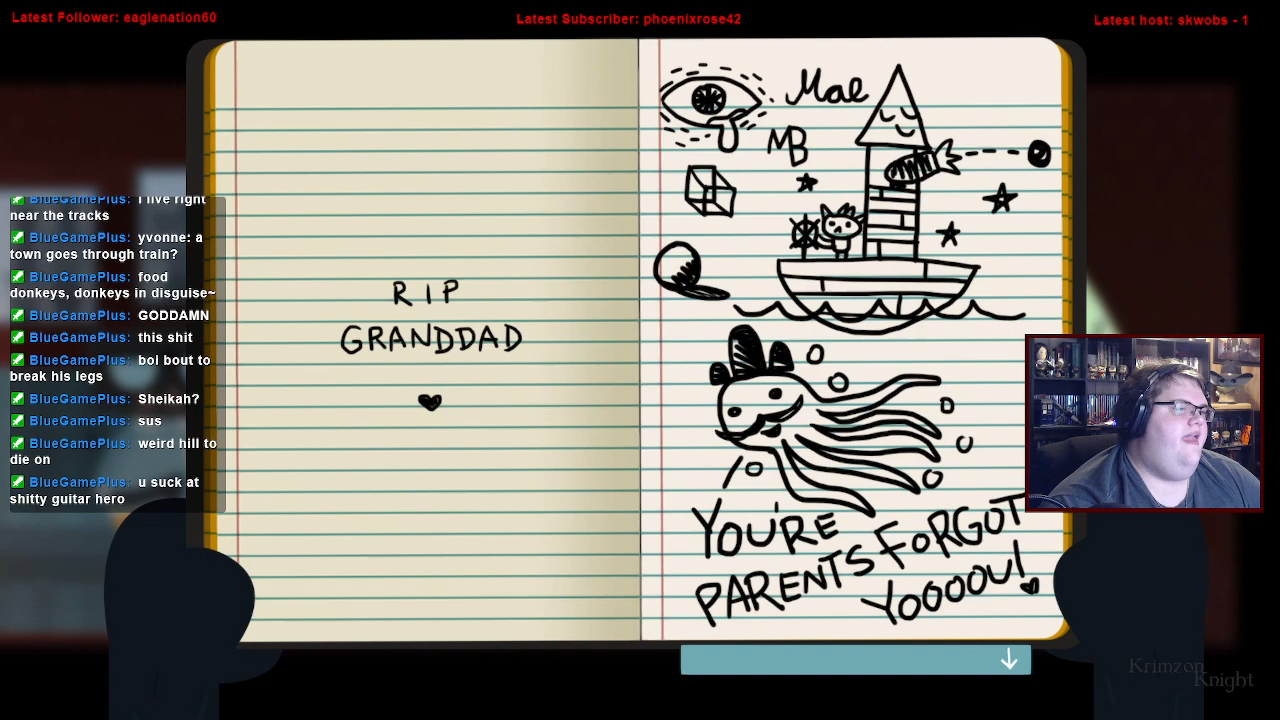 Latest Follower: eaglenation60
Latest Subscriber: phoenixrose42
Latest host: skwobs - 1
BlueGamePlus: I live right
near the tracks
BlueGamePlus: yvonne: a
town goes through train?
BlueGamePlus: food
donkeys, donkeys in disguise~
BlueGamePlus: GODDAMN
BlueGamePlus: this shit
BlueGamePlus: boi bout to
break his legs
BlueGamePlus: Sheikah?
BlueGamePlus: sus
BlueGamePlus: weird hill to
die on
BlueGamePlus: u suck at
shitty guitar hero
RIP
GRANDDAD
Mae
MB
YOU'RE
PARENTS FORGOT
YOOOOU!
Krimzon
Knight